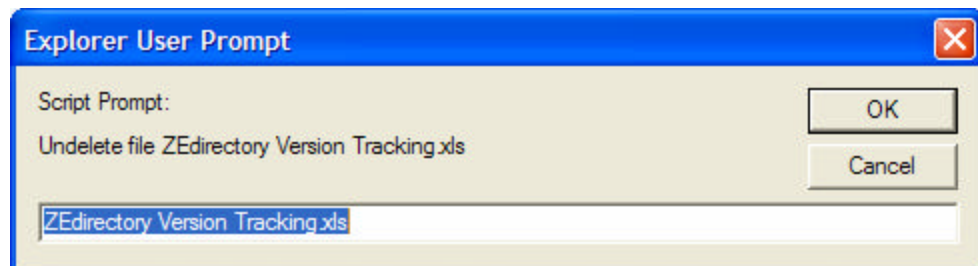 Explorer User Prompt
Script Prompt:
OK
Undelete file ZEdirectory Version Tracking.xls
Cancel
ZEdirectory Version Tracking.xls